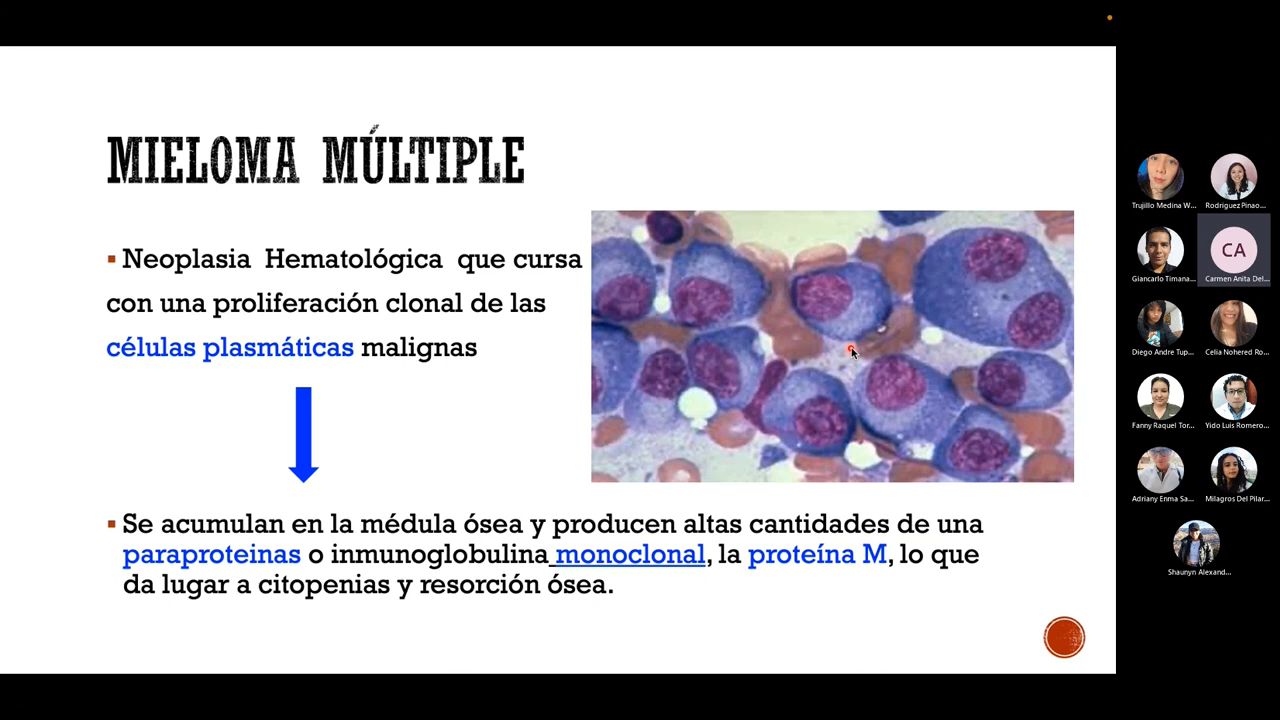 MIELOMA MÚLTIPLE
▪ Neoplasia Hematológica que cursa
con una proliferación clonal de las
células plasmáticas malignas
▪ Se acumulan en la médula ósea y producen altas cantidades de una
paraproteinas o inmunoglobulina monoclonal, la proteína M, lo que
da lugar a citopenias y resorción ósea.
Trujillo Medina W...
Rodriguez Pinao...
Giancarlo Timana...
CA
Carmen Anita Del...
Diego Andre Tup...
Celia Nohered Ro...
Fanny Raquel Tor...
Yido Luis Romero...
Adriany Enma Sa...
Milagros Del Pilar...
Shaunyn Alexand...